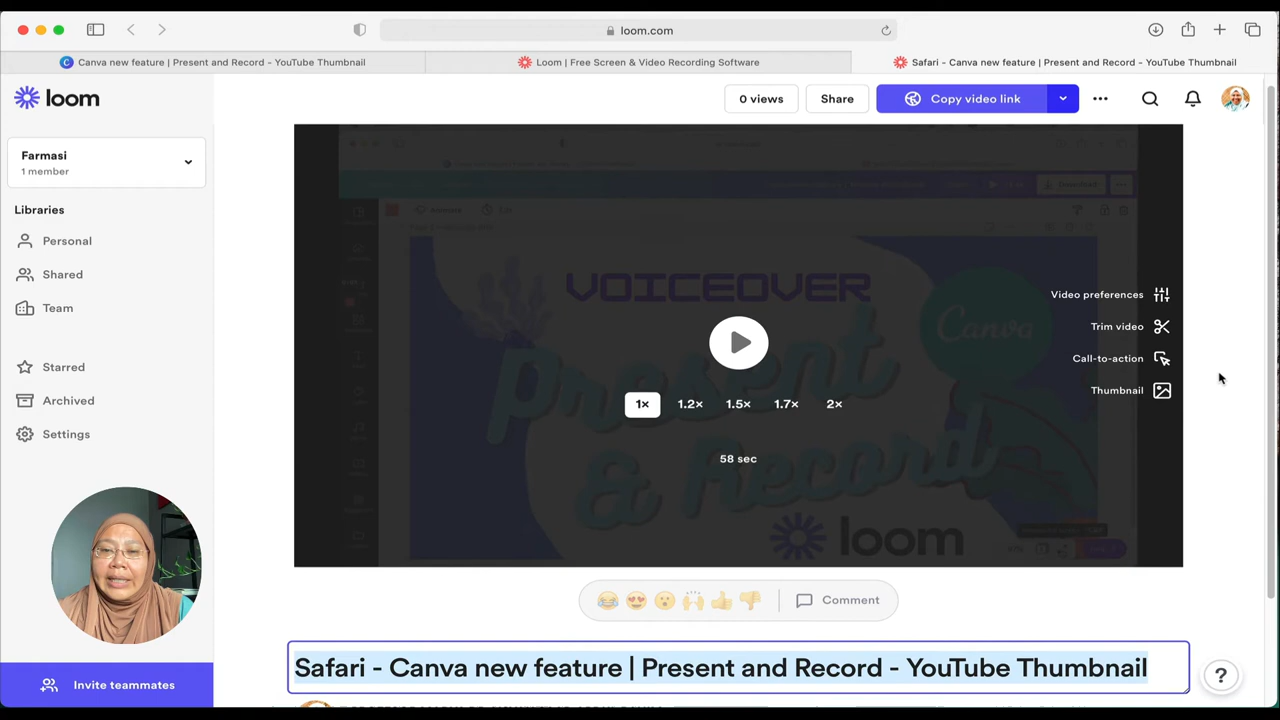 loom.com
Canva new feature | Present and Record - YouTube Thumbnail
Loom | Free Screen & Video Recording Software
Safari - Canva new feature | Present and Record - YouTube Thumbnail
loom
0 views
Share
Copy video link
Farmasi
1 member
Libraries
Personal
Shared
Team
Starred
Archived
Settings
Invite teammates
VOICEOVER
Canva
Present
& Record
loom
Video preferences
Trim video
Call-to-action
Thumbnail
1×
1.2×
1.5×
1.7×
2×
58 sec
Comment
Safari - Canva new feature | Present and Record - YouTube Thumbnail
?